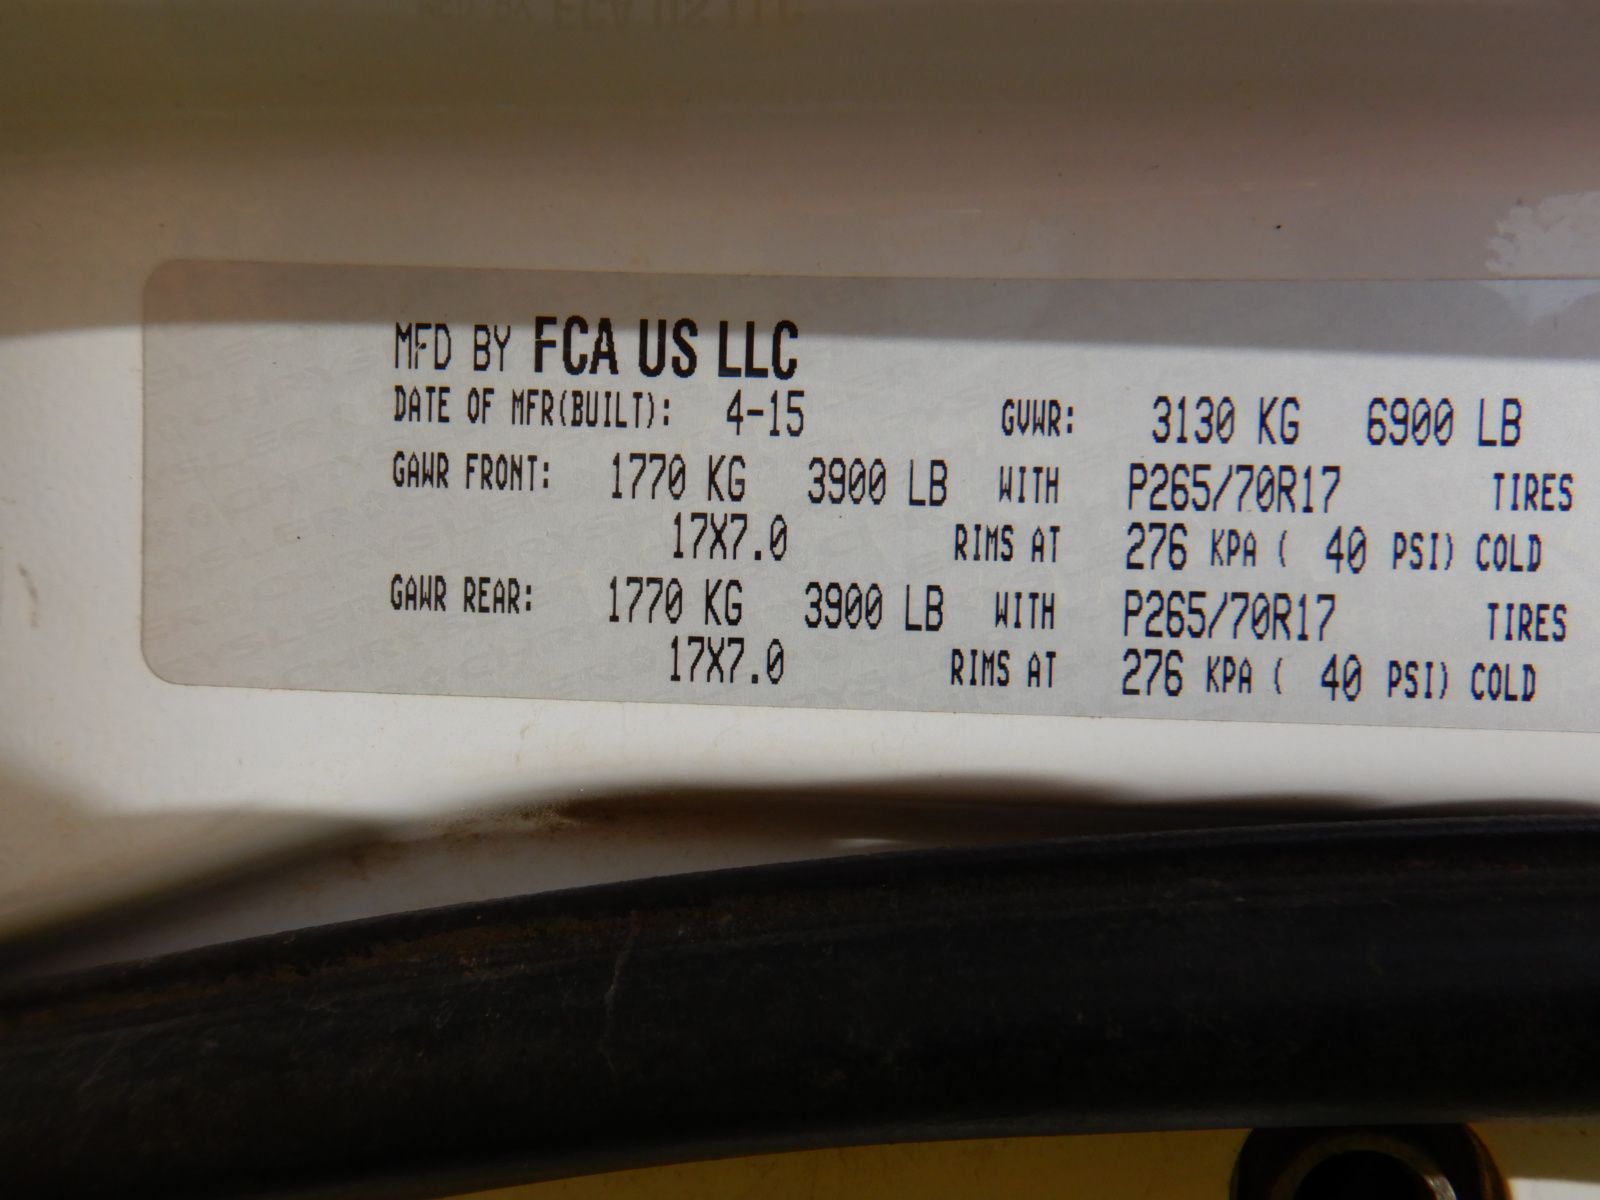 MFD BY FCA US LLC
DATE OF MFR(BUILT): 4-15 GVWR: 3130 KG 6900 LB
GAWR FRONT: 1770 KG 3900 LB WITH P265/70R17 TIRES
17X7.0 RIMS AT 276 KPA ( 40 PSI) COLD
GAWR REAR: 1770 KG 3900 LB WITH P265/70R17 TIRES
17X7.0 RIMS AT 276 KPA ( 40 PSI) COLD